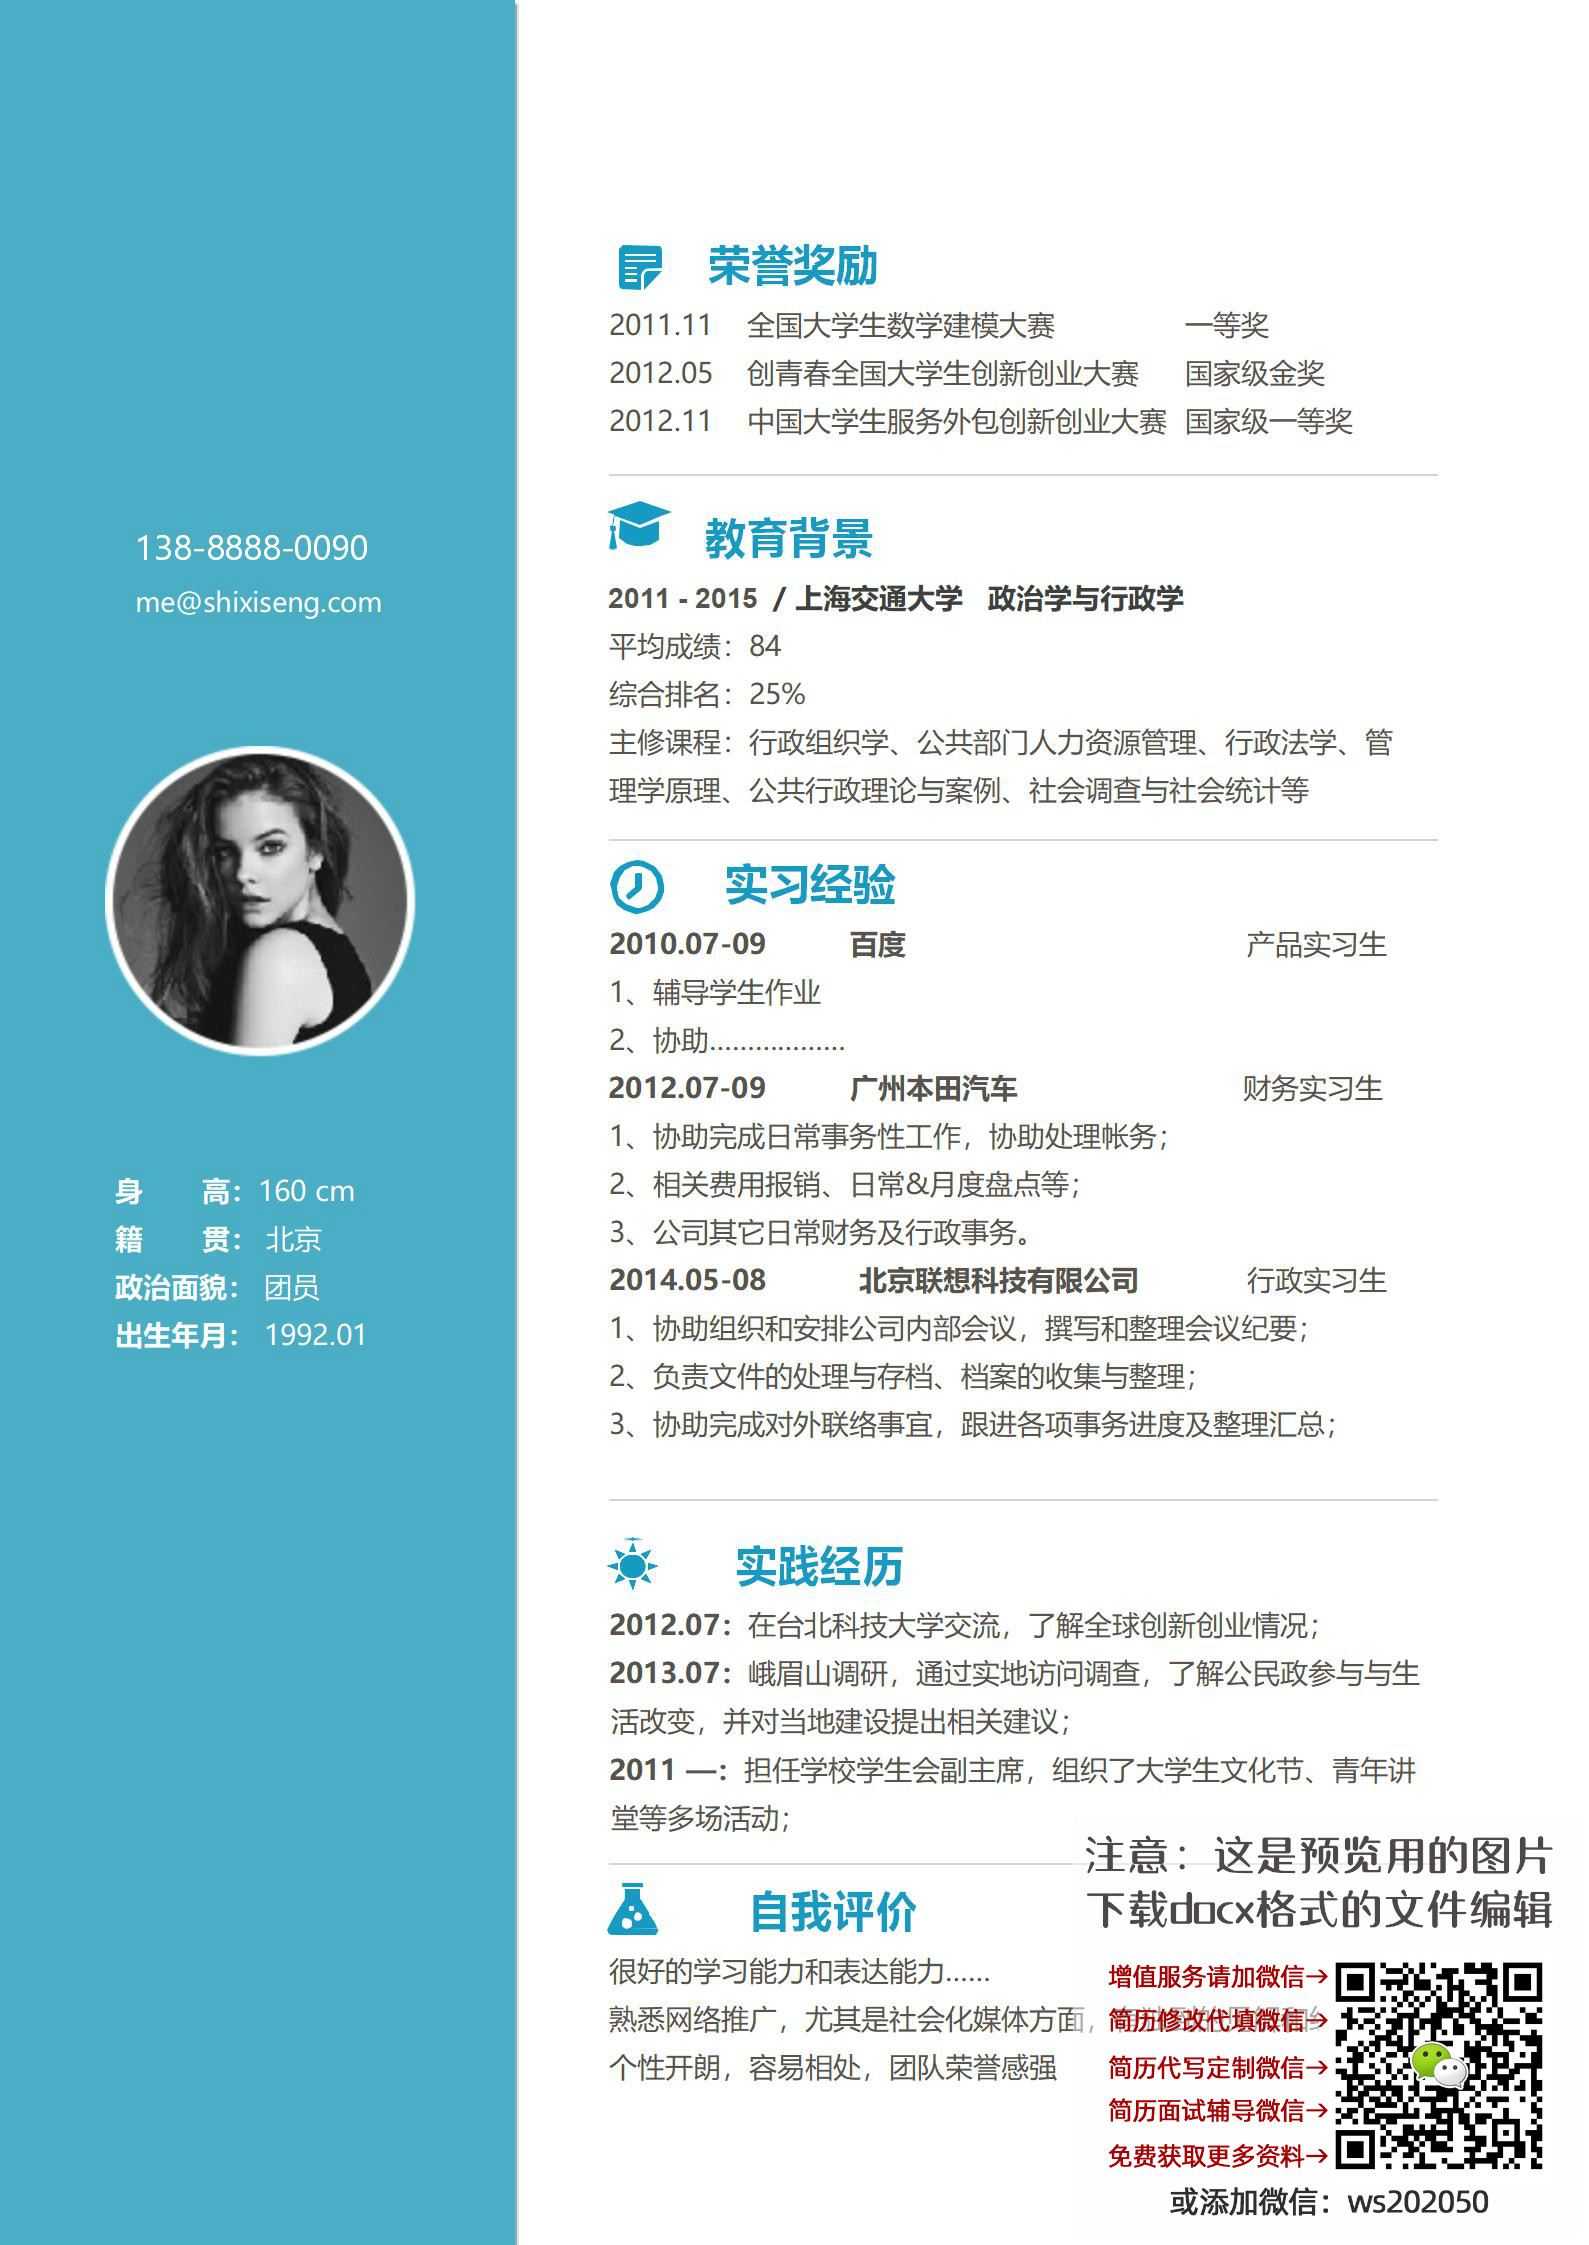 138-8888-0090
me@shixiseng.com
身 高：160 cm
籍 贯： 北京
政治面貌： 团员
出生年月： 1992.01
荣誉奖励
2011.11 全国大学生数学建模大赛 一等奖
2012.05 创青春全国大学生创新创业大赛 国家级金奖
2012.11 中国大学生服务外包创新创业大赛 国家级一等奖
教育背景
2011 - 2015 / 上海交通大学 政治学与行政学
平均成绩：84
综合排名：25%
主修课程：行政组织学、公共部门人力资源管理、行政法学、管
理学原理、公共行政理论与案例、社会调查与社会统计等
实习经验
2010.07-09 百度 产品实习生
1、辅导学生作业
2、协助………………
2012.07-09 广州本田汽车 财务实习生
1、协助完成日常事务性工作，协助处理帐务；
2、相关费用报销、日常&月度盘点等；
3、公司其它日常财务及行政事务。
2014.05-08 北京联想科技有限公司 行政实习生
1、协助组织和安排公司内部会议，撰写和整理会议纪要；
2、负责文件的处理与存档、档案的收集与整理；
3、协助完成对外联络事宜，跟进各项事务进度及整理汇总；
实践经历
2012.07：在台北科技大学交流，了解全球创新创业情况；
2013.07：峨眉山调研，通过实地访问调查，了解公民政参与与生
活改变，并对当地建设提出相关建议；
2011 —：担任学校学生会副主席，组织了大学生文化节、青年讲
堂等多场活动；
自我评价
很好的学习能力和表达能力……
熟悉网络推广，尤其是社会化媒体方面，
个性开朗，容易相处，团队荣誉感强
注意：这是预览用的图片
下载docx格式的文件编辑
增值服务请加微信→
简历修改代填微信→
简历代写定制微信→
简历面试辅导微信→
免费获取更多资料→
或添加微信：ws202050